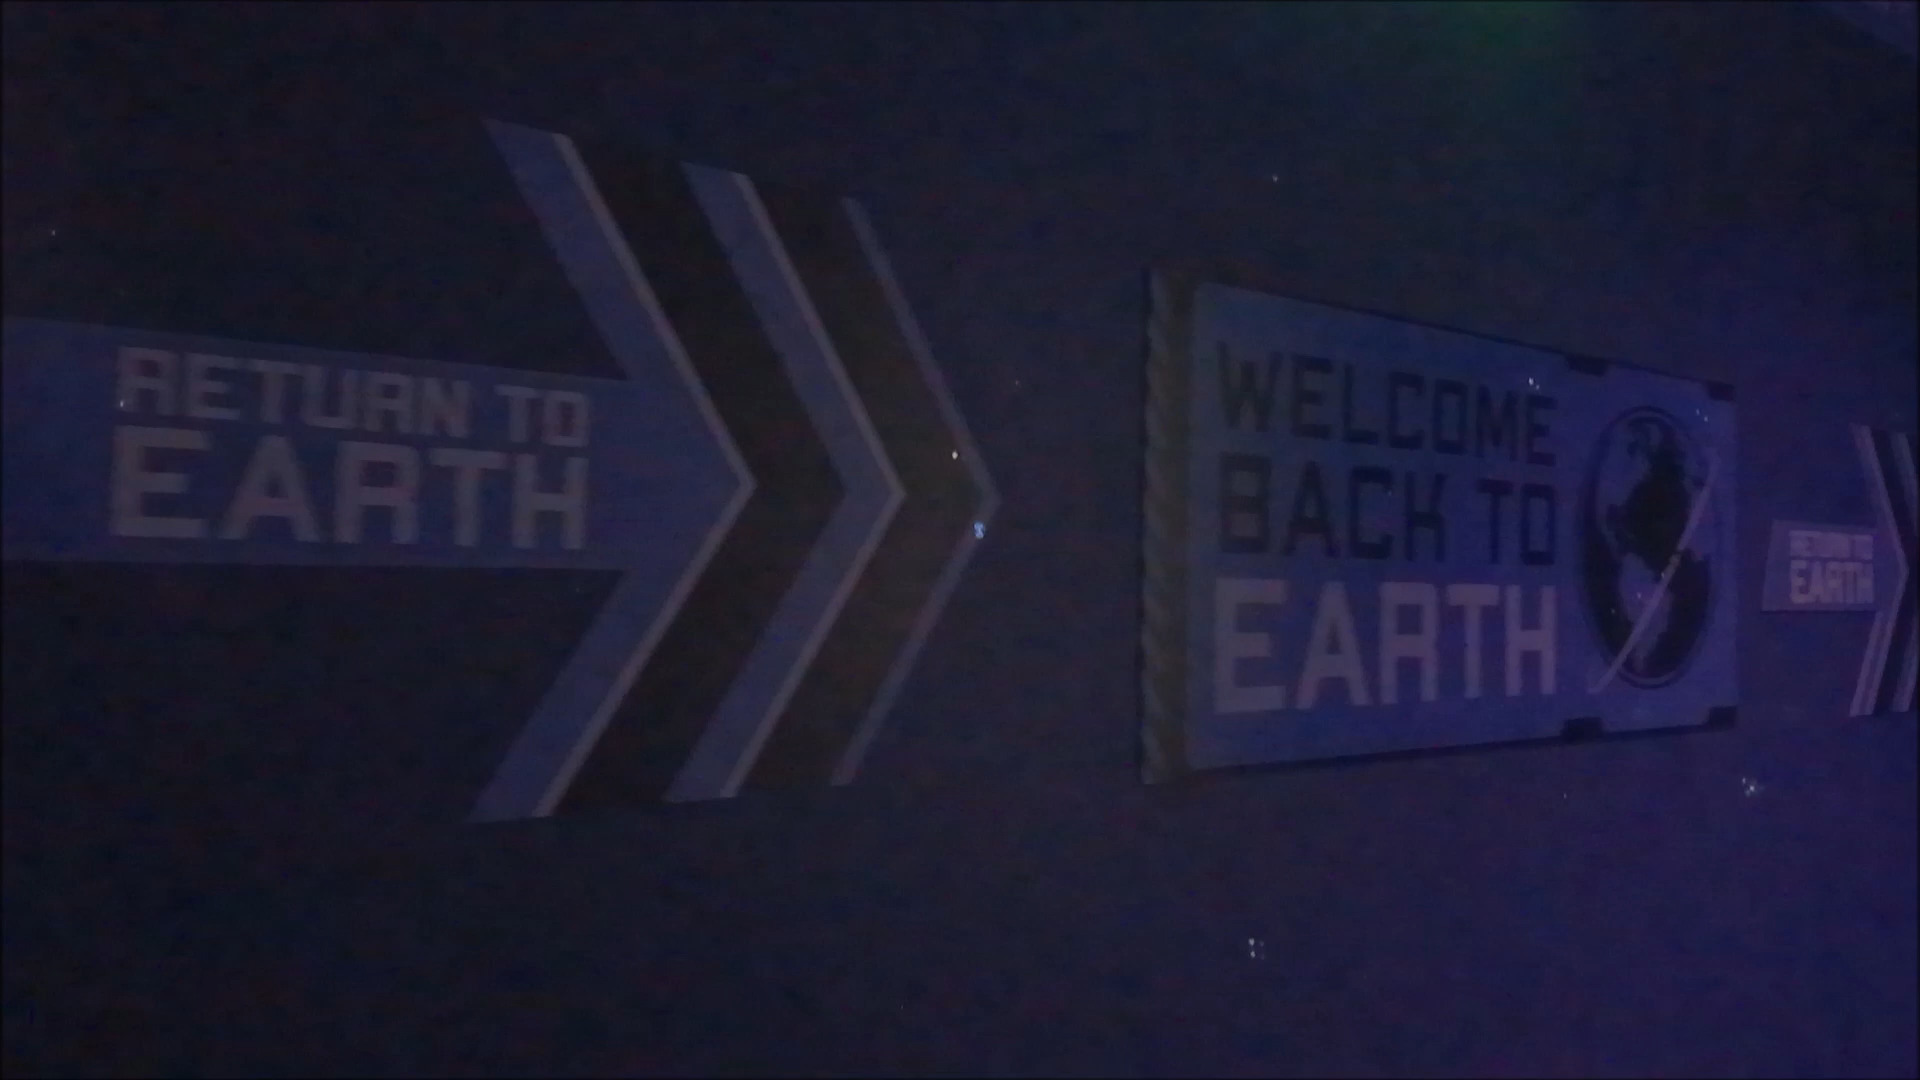 RETURN TO
EARTH
WELCOME
BACK TO
EARTH
RETURN TO
EARTH